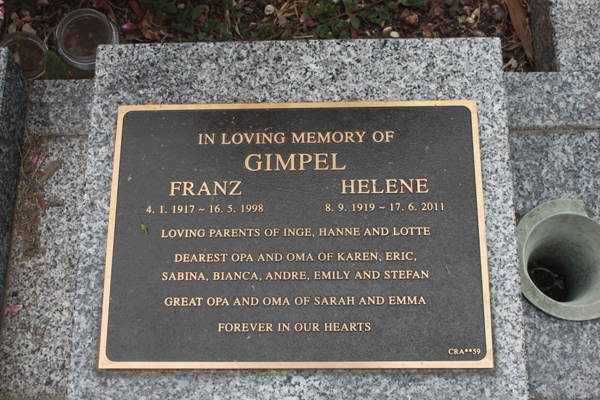 IN LOVING MEMORY OF
GIMPEL
FRANZ HELENE
4. 1. 1917 ~ 16. 5. 1998 8. 9. 1919 ~ 17. 6. 2011
LOVING PARENTS OF INGE, HANNE AND LOTTE
DEAREST OPA AND OMA OF KAREN, ERIC,
SABINA, BIANCA, ANDRE, EMILY AND STEFAN
GREAT OPA AND OMA OF SARAH AND EMMA
FOREVER IN OUR HEARTS
CRA**59